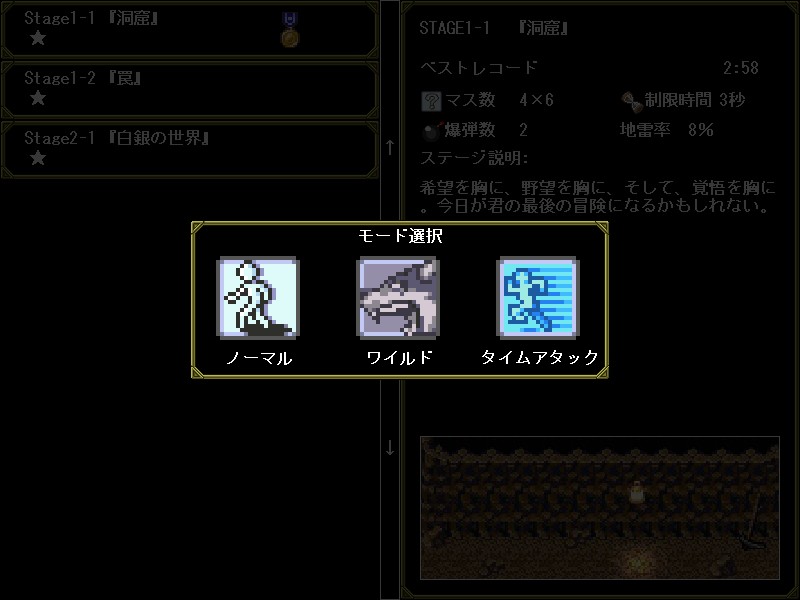 Stage1-1 『洞窟』
★
Stage1-2 『罠』
★
Stage2-1 『白銀の世界』
★
↑
↓
STAGE1-1 『洞窟』
ベストレコード 2:58
マス数 4×6 制限時間 3秒
爆弾数 2 地雷率 8%
ステージ説明:
希望を胸に、野望を胸に、そして、覚悟を胸に
。今日が君の最後の冒険になるかもしれない。
モード選択
ノーマル ワイルド タイムアタック